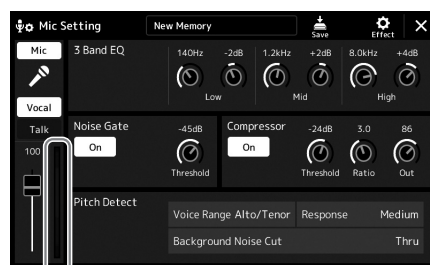 Mic Setting New Memory Save Effect
Mic 3 Band EQ 140Hz -2dB 1.2kHz +2dB 8.0kHz +4dB
Low Mid High
Vocal
Talk Noise Gate -45dB Compressor -24dB 3.0 86
100 On On
Threshold Threshold Ratio Out
Pitch Detect
Voice Range Alto/Tenor Response Medium
Background Noise Cut Thru